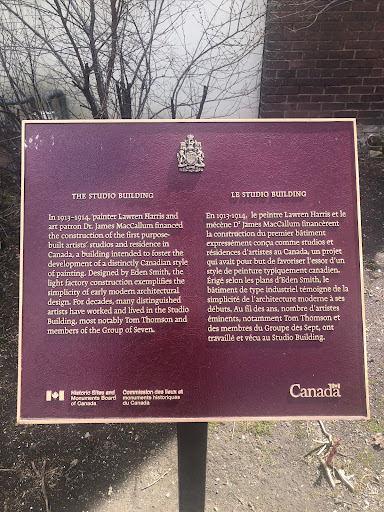 THE STUDIO BUILDING
In 1913-1914, painter Lawren Harris and
art patron Dr. James MacCallum financed
the construction of the first purpose-
built artists' studios and residence in
Canada, a building intended to foster the
development of a distinctly Canadian style
of painting. Designed by Eden Smith, the
light factory construction exemplifies the
simplicity of early modern architectural
design. For decades, many distinguished
artists have worked and lived in the Studio
Building, most notably Tom Thomson and
members of the Group of Seven.
LE STUDIO BUILDING
En 1913-1914, le peintre Lawren Harris et le
mécène Dr James MacCallum financèrent
la construction du premier bâtiment
expressément conçu comme studios et
résidences d'artistes au Canada, un projet
qui avait pour but de favoriser l'essor d'un
style de peinture typiquement canadien.
Érigé selon les plans d'Eden Smith, le
bâtiment de type industriel témoigne de la
simplicité de l'architecture moderne à ses
débuts. Au fil des ans, nombre d'artistes
éminents, notamment Tom Thomson et
des membres du Groupe des Sept, ont
travaillé et vécu au Studio Building.
Historic Sites and
Monuments Board
of Canada
Commission des lieux et
monuments historiques
du Canada
Canada